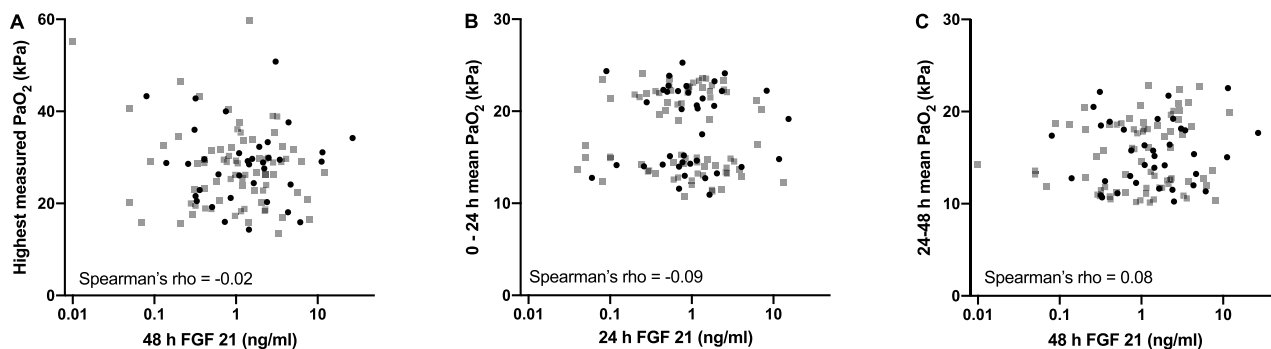 A
Highest measured PaO2 (kPa)
60
40
20
0
Spearman's rho = -0.02
0.01 0.1 1 10
48 h FGF 21 (ng/ml)
B
0 - 24 h mean PaO2 (kPa)
30
20
10
0
Spearman's rho = -0.09
0.01 0.1 1 10
24 h FGF 21 (ng/ml)
C
24-48 h mean PaO2 (kPa)
30
20
10
0
Spearman's rho = 0.08
0.01 0.1 1 10
48 h FGF 21 (ng/ml)